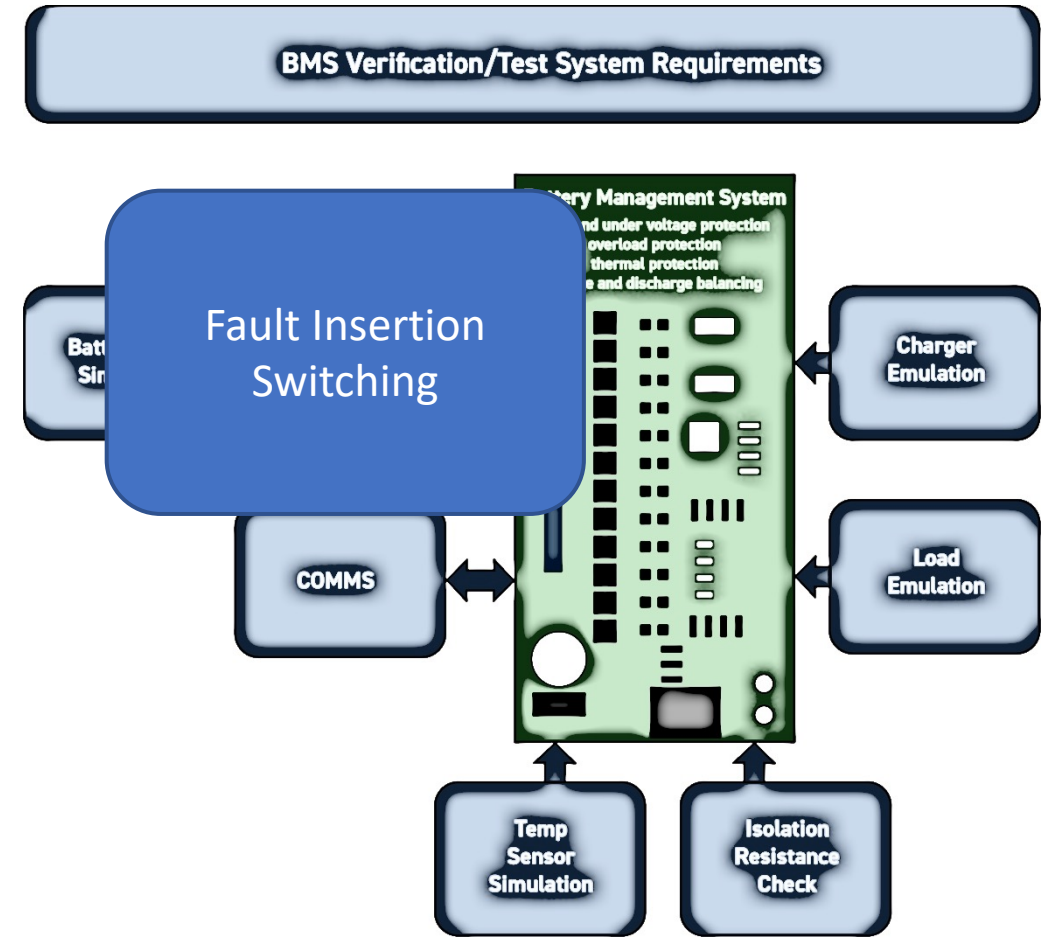 BMS Verification/Test System Requirements
Management System
under voltage protection
overload protection
thermal protection
and discharge balancing
Fault Insertion
Switching
Charger
Emulation
COMMS
Load
Emulation
Temp
Sensor
Simulation
Isolation
Resistance
Check